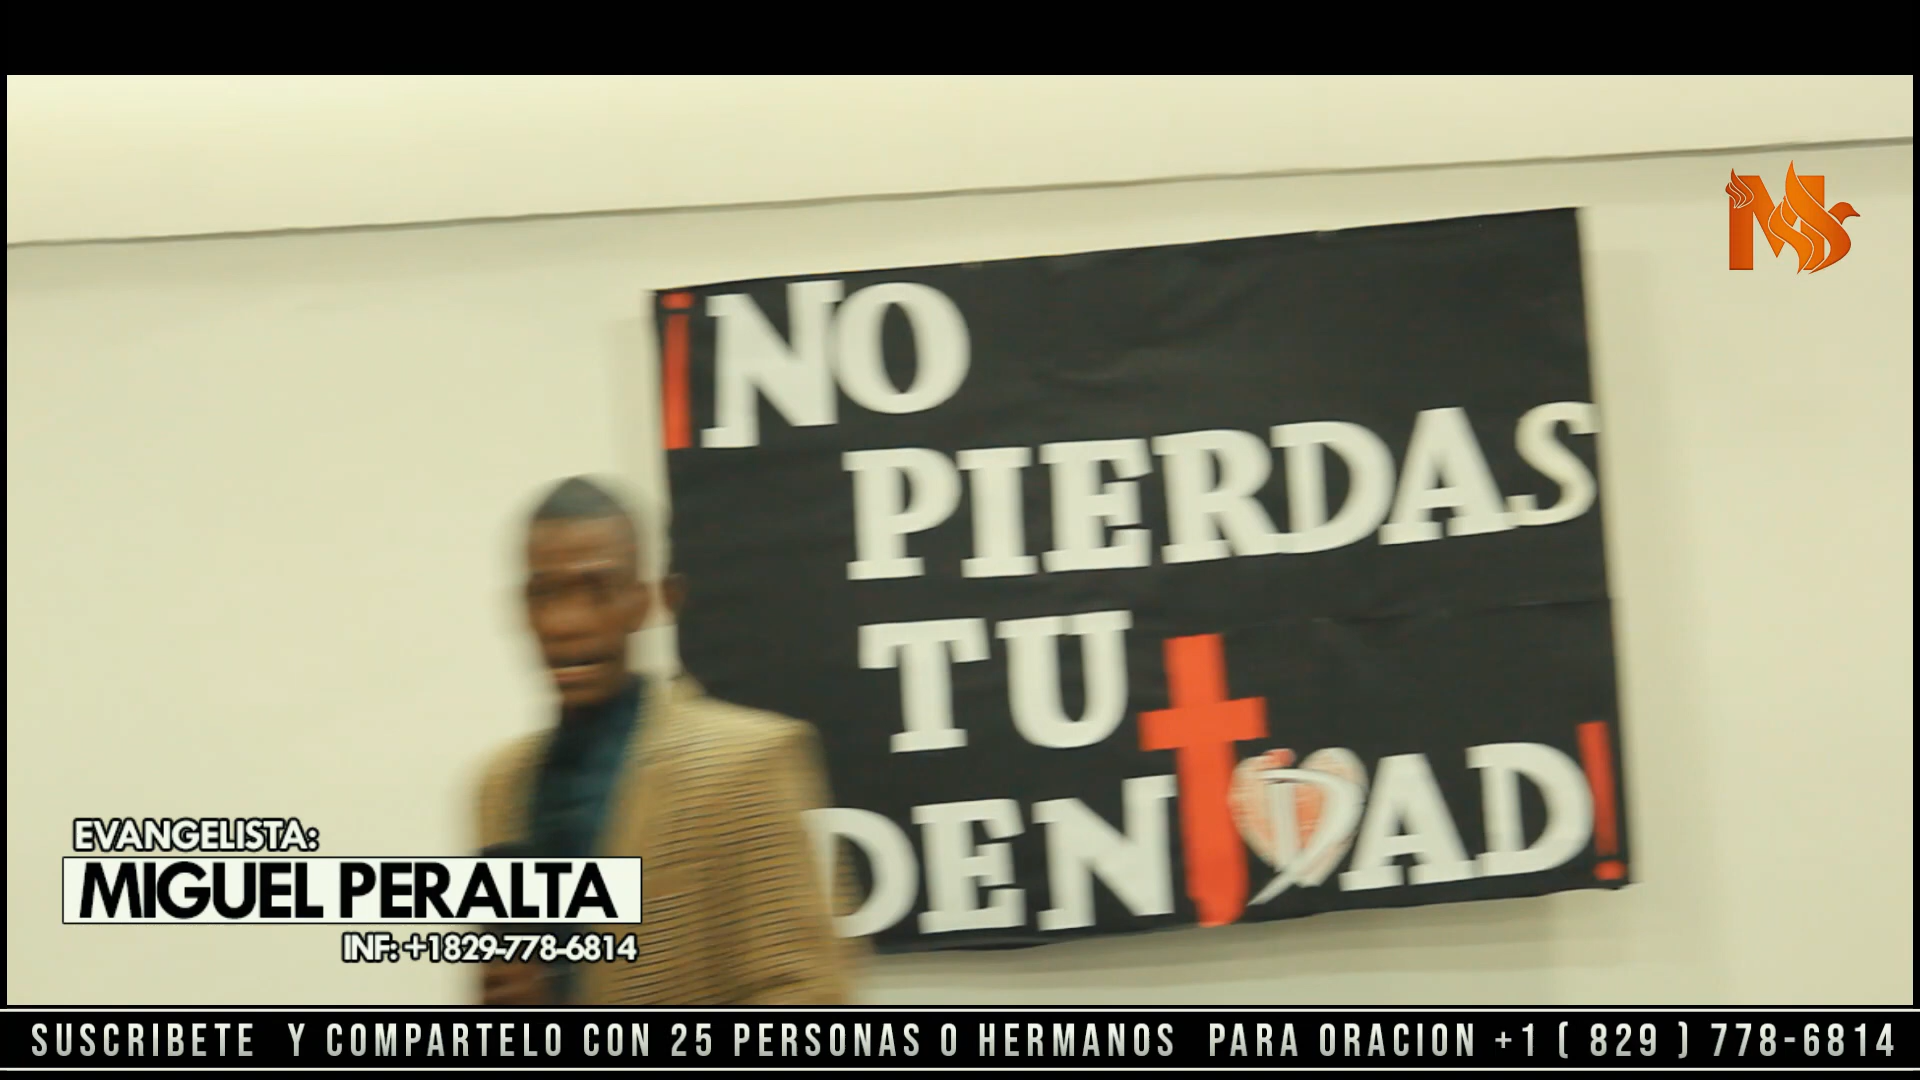 ¡NO
PIERDAS
TU
DENTIDAD!
EVANGELISTA:
MIGUEL PERALTA
INF: +1829-778-6814
SUSCRIBETE Y COMPARTELO CON 25 PERSONAS O HERMANOS PARA ORACION +1 ( 829 ) 778-6814